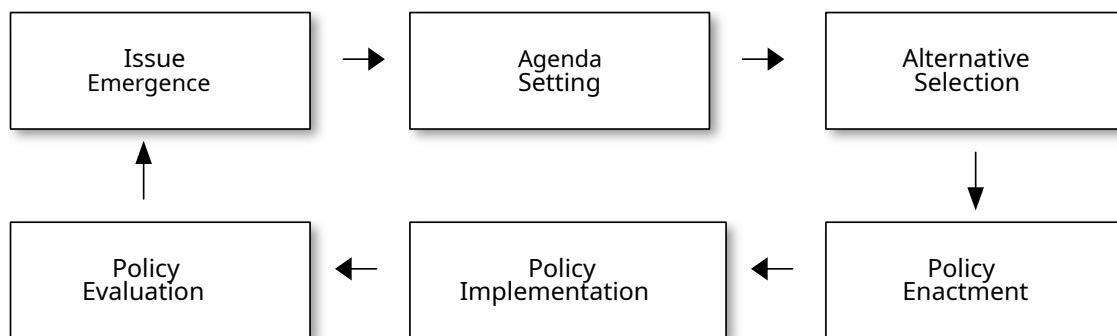 Issue
Emergence
Agenda
Setting
Alternative
Selection
Policy
Evaluation
Policy
Implementation
Policy
Enactment